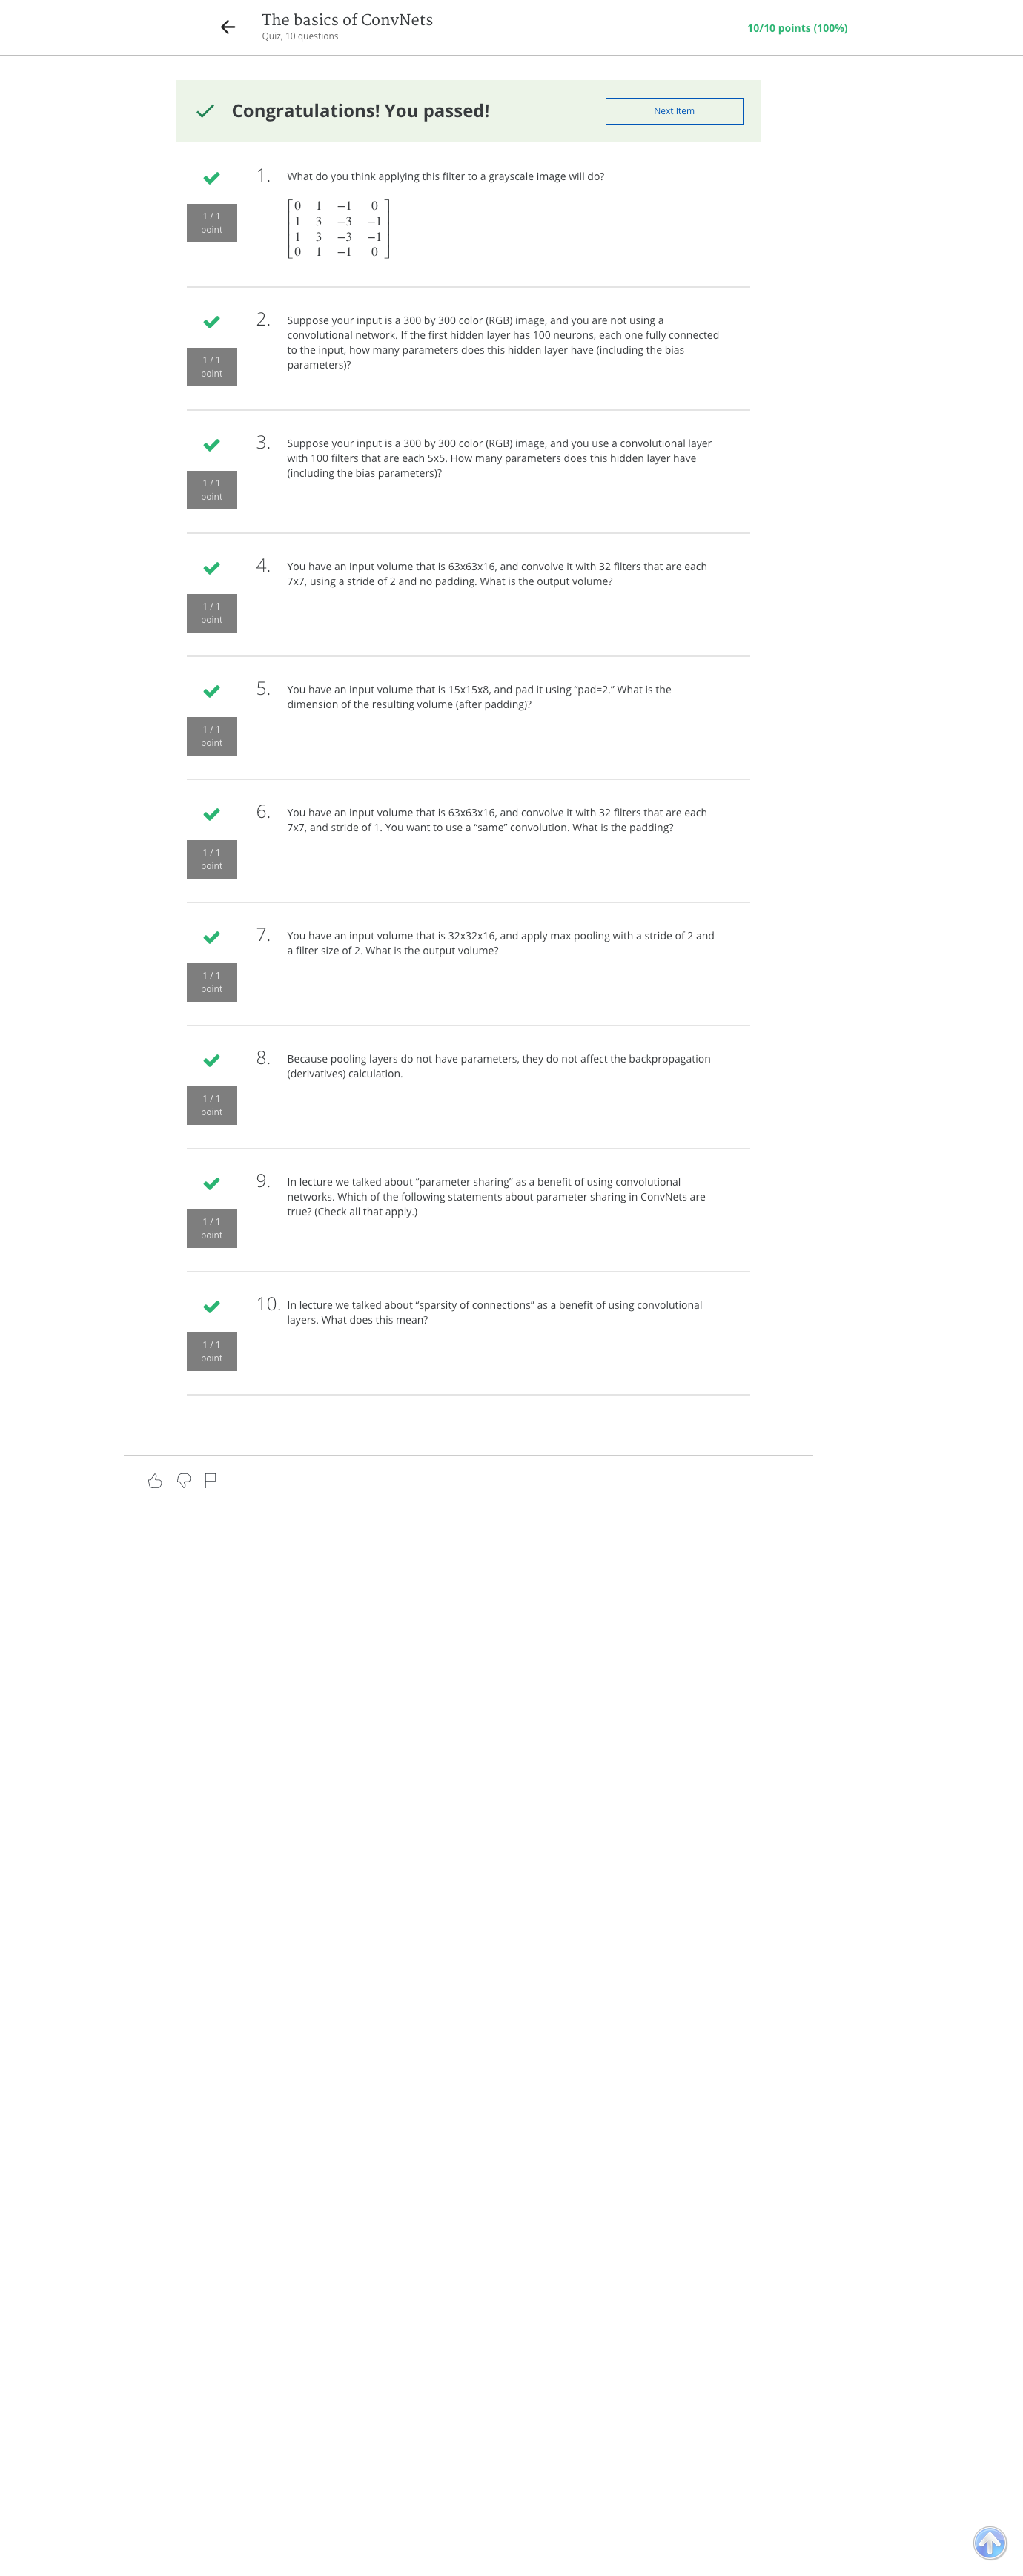 The basics of ConvNets
Quiz, 10 questions
10/10 points (100%)
Congratulations! You passed!
Next Item
1.
What do you think applying this filter to a grayscale image will do?
1 / 1
point
0 1 −1 0
1 3 −3 −1
1 3 −3 −1
0 1 −1 0
2.
Suppose your input is a 300 by 300 color (RGB) image, and you are not using a
convolutional network. If the first hidden layer has 100 neurons, each one fully connected
to the input, how many parameters does this hidden layer have (including the bias
parameters)?
1 / 1
point
3.
Suppose your input is a 300 by 300 color (RGB) image, and you use a convolutional layer
with 100 filters that are each 5x5. How many parameters does this hidden layer have
(including the bias parameters)?
1 / 1
point
4.
You have an input volume that is 63x63x16, and convolve it with 32 filters that are each
7x7, using a stride of 2 and no padding. What is the output volume?
1 / 1
point
5.
You have an input volume that is 15x15x8, and pad it using “pad=2.” What is the
dimension of the resulting volume (after padding)?
1 / 1
point
6.
You have an input volume that is 63x63x16, and convolve it with 32 filters that are each
7x7, and stride of 1. You want to use a “same” convolution. What is the padding?
1 / 1
point
7.
You have an input volume that is 32x32x16, and apply max pooling with a stride of 2 and
a filter size of 2. What is the output volume?
1 / 1
point
8.
Because pooling layers do not have parameters, they do not affect the backpropagation
(derivatives) calculation.
1 / 1
point
9.
In lecture we talked about “parameter sharing” as a benefit of using convolutional
networks. Which of the following statements about parameter sharing in ConvNets are
true? (Check all that apply.)
1 / 1
point
10.
In lecture we talked about “sparsity of connections” as a benefit of using convolutional
layers. What does this mean?
1 / 1
point